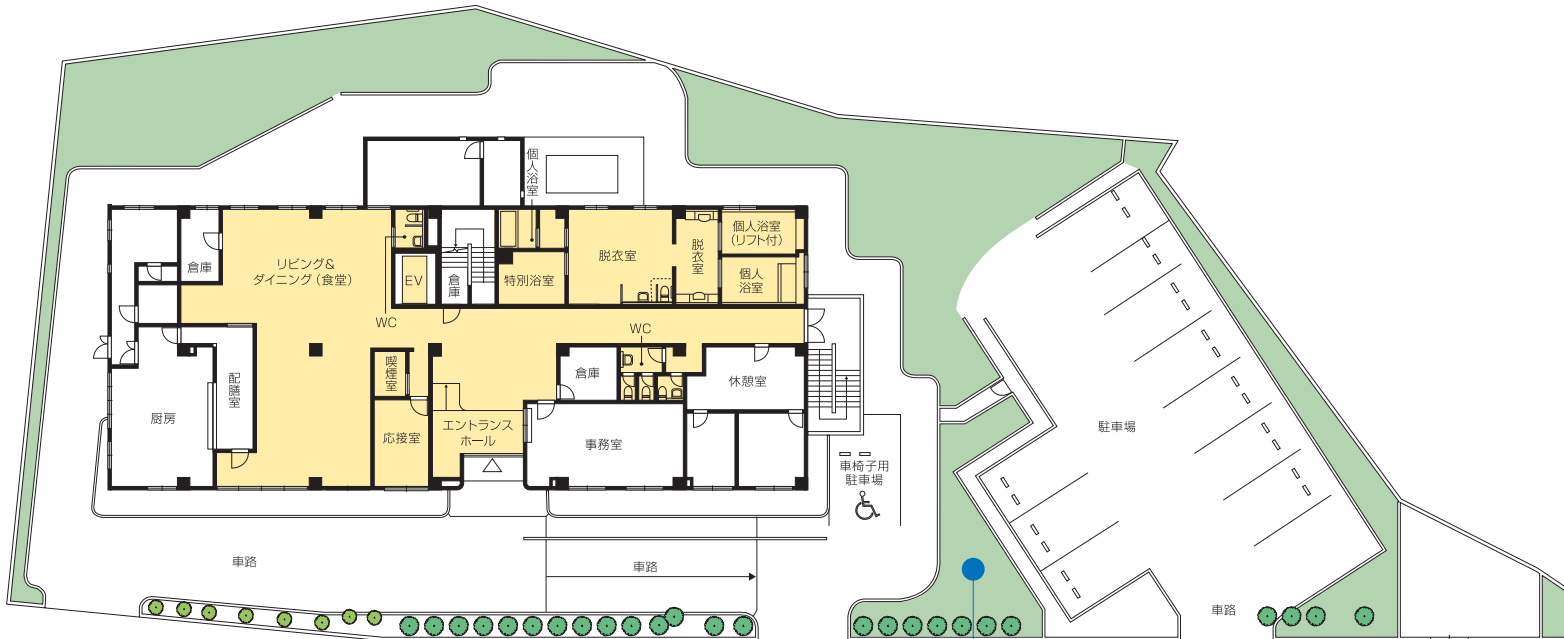 個人浴室
倉庫
リビング&
ダイニング（食堂）
EV
倉庫
特別浴室
脱衣室
脱衣室
個人浴室
（リフト付）
個人
浴室
WC
WC
喫煙室
倉庫
休憩室
配膳室
厨房
応接室
エントランス
ホール
事務室
駐車場
車椅子用
駐車場
車路
車路
車路